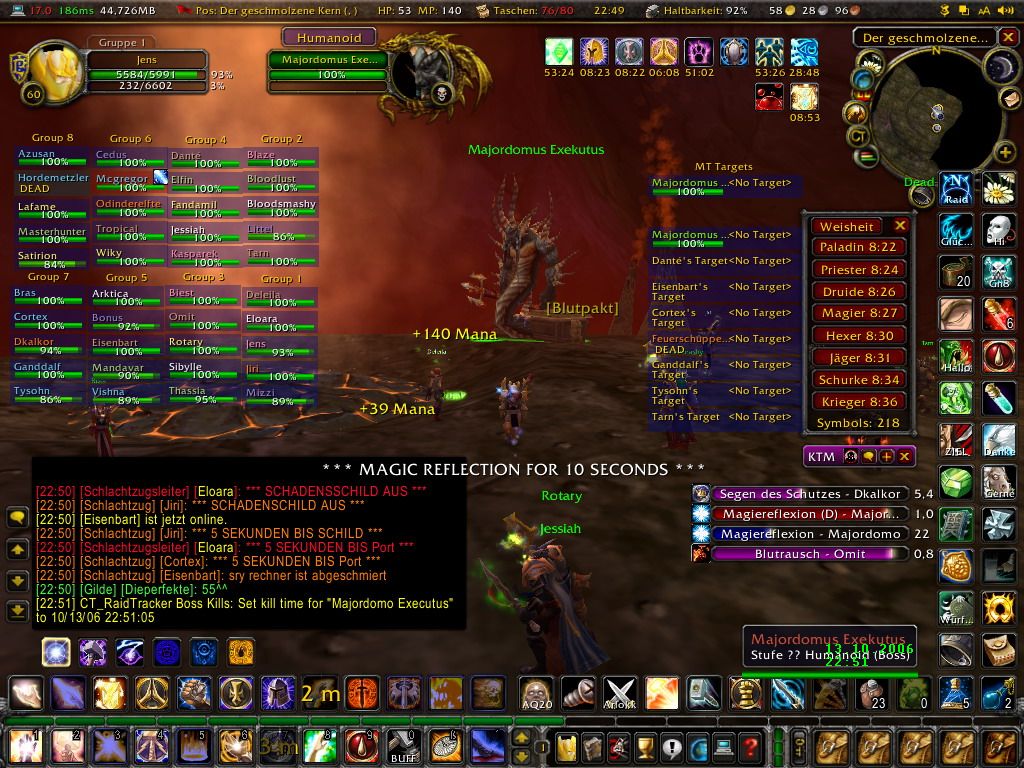 17.0 186ms 44,726MB Pos: Der geschmolzene Kern (, ) HP: 53 MP: 140 Taschen: 76/80 22:49 Haltbarkeit: 92% 58 28 96
Gruppe 1
Jens
5584/5991 93%
232/6602 3%
60
Humanoid
Majordomus Exe...
100%
53:24 08:23 08:22 06:08 51:02 53:26 28:48
08:53
Der geschmolzene...
Group 8 Group 6 Group 4 Group 2
Azusan 100% Cedus 100% Dante 100% Blaze 100%
Hordemetzler DEAD Mcgregor 100% Elfin 100% Bloodlust 100%
Lafame 100% Odinderelfte 100% Fandamil 100% Bloodsmashy 100%
Masterhunter 100% Tropical 100% Jessiah 100% Littel 86%
Satirion 84% Wiky 100% Kasparek 100% Tarn 100%
Group 7 Group 5 Group 3 Group 1
Bras 100% Arktica 100% Biest 100% Deleila 100%
Cortex 100% Bonus 92% Omit 100% Eloara 100%
Dkalkor 94% Eisenbart 100% Rotary 100% Jens 93%
Ganddalf 100% Mandavar 90% Sibylle 100% Jiri 100%
Tysohn 86% Vishna 89% Thassia 95% Mizzi 89%
Majordomus Exekutus
[Blutpakt]
+140 Mana
Deleila
+39 Mana
MT Targets
Majordomus ... <No Target>
100%
Majordomus ... <No Target>
100%
Danté's Target <No Target>
Eisenbart's Target <No Target>
Cortex's Target <No Target>
Feuerschüppe... <No Target>
DEAD
Ganddalf's Target <No Target>
Tysohn's Target <No Target>
Tarn's Target <No Target>
Dead
Weisheit
Paladin 8:22
Priester 8:24
Druide 8:26
Magier 8:27
Hexer 8:30
Jäger 8:31
Schurke 8:34
Krieger 8:36
Symbols: 218
KTM
*** MAGIC REFLECTION FOR 10 SECONDS ***
Rotary
Jessiah
Segen des Schutzes - Dkalkor 5,4
Magiereflexion (D) - Major... 1,0
Magiereflexion - Majordomo 22
Blutrausch - Omit 0,8
[22:50] [Schlachtzugsleiter] [Eloara]: *** SCHADENSSCHILD AUS ***
[22:50] [Schlachtzug] [Jiri]: *** SCHADENSCHILD AUS ***
[22:50] [Eisenbart] ist jetzt online.
[22:50] [Schlachtzug] [Jiri]: *** 5 SEKUNDEN BIS SCHILD ***
[22:50] [Schlachtzugsleiter] [Eloara]: *** 5 SEKUNDEN BIS Port ***
[22:50] [Schlachtzug] [Cortex]: *** 5 SEKUNDEN BIS Port ***
[22:50] [Schlachtzug] [Eisenbart]: sry rechner ist abgeschmiert
[22:50] [Gilde] [Dieperfekte]: 55^^
[22:51] CT_RaidTracker Boss Kills: Set kill time for "Majordomo Executus"
to 10/13/06 22:51:05
Majordomus Exekutus
Stufe ?? Humanoid (Boss)
13.10.2006
22:51
Raid
Hi
20
Gn8
6
Hallo
ZIEL
Danke
Gerne
Würf...
2 m
AQ20
Arlokk
23
5
2
3 m
BUFF